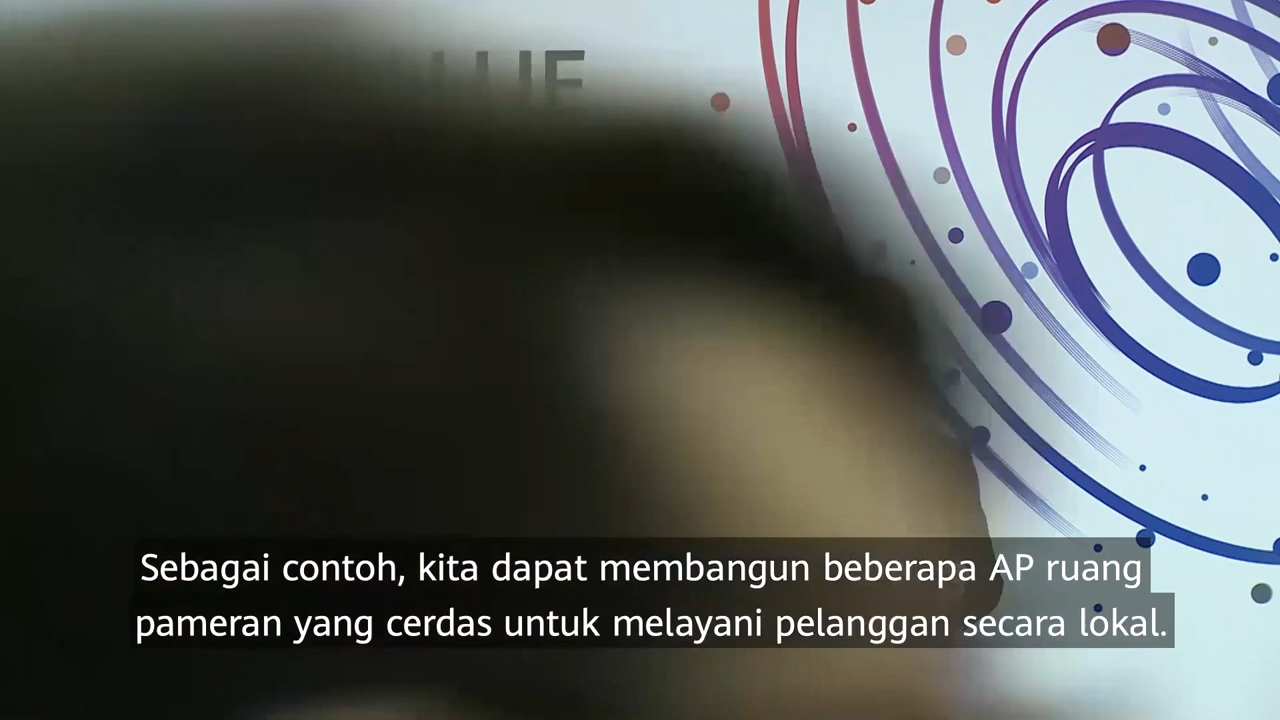 Sebagai contoh, kita dapat membangun beberapa AP ruang
pameran yang cerdas untuk melayani pelanggan secara lokal.